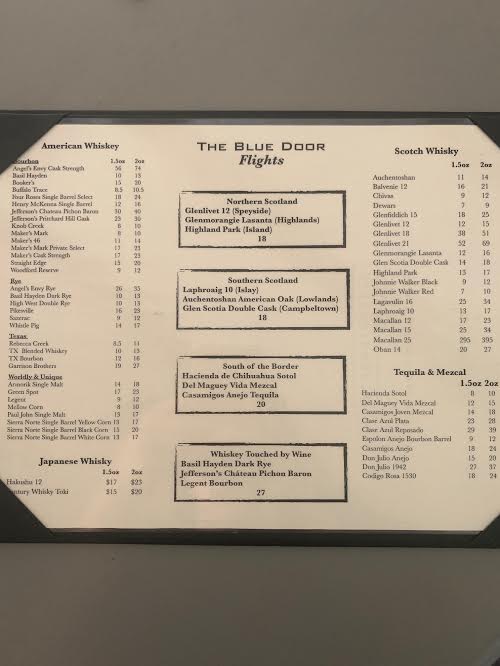 American Whiskey
1.5oz 2oz
Bourbon
Angel's Envy Cask Strength 56 74
Basil Hayden 10 13
Booker's 15 20
Buffalo Trace 8.5 10.5
Four Roses Single Barrel Select 18 24
Henry McKenna Single Barrel 12 16
Jefferson's Chateau Pichon Baron 30 40
Jefferson's Pritchard Hill Cask 23 30
Knob Creek 8 10
Maker's Mark 8 10
Maker's 46 11 14
Maker's Mark Private Select 17 23
Maker's Cask Strength 17 23
Straight Edge 15 20
Woodford Reserve 9 12
Rye
Angel's Envy Rye 26 35
Basil Hayden Dark Rye 10 13
High West Double Rye 10 13
Pikesville 16 23
Sazerac 9 12
Whistle Pig 14 17
Texas
Rebecca Creek 8.5 11
TX Blended Whiskey 10 13
TX Bourbon 12 16
Garrison Brothers 19 27
Worldly & Unique
Amorik Single Malt 14 18
Green Spot 17 23
Legent 9 12
Mellow Corn 8 10
Paul John Single Malt 13 17
Sierra Norte Single Barrel Yellow Corn 13 17
Sierra Norte Single Barrel Black Corn 15 20
Sierra Norte Single Barrel White Corn 13 17
Japanese Whisky
1.5oz 2oz
Hakushu 12 $17 $23
Century Whisky Toki $15 $20
The Blue Door
Flights
Northern Scotland
Glenlivet 12 (Speyside)
Glenmorangie Lasanta (Highlands)
Highland Park (Island)
18
Southern Scotland
Laphroaig 10 (Islay)
Auchentoshan American Oak (Lowlands)
Glen Scotia Double Cask (Campbeltown)
18
South of the Border
Hacienda de Chihuahua Sotol
Del Maguey Vida Mezcal
Casamigos Anejo Tequila
20
Whiskey Touched by Wine
Basil Hayden Dark Rye
Jefferson's Château Pichon Baron
Legent Bourbon
27
Scotch Whisky
1.5oz 2oz
Auchentoshan 11 14
Balvenie 12 16 21
Chivas 9 12
Dewars 7 9
Glenfiddich 15 18 25
Glenlivet 12 12 15
Glenlivet 18 38 51
Glenlivet 21 52 69
Glenmorangie Lasanta 12 16
Glen Scotia Double Cask 14 18
Highland Park 13 17
Johnnie Walker Black 9 12
Johnnie Walker Red 7 10
Lagavulin 16 25 34
Laphroaig 10 13 17
Macallan 12 17 23
Macallan 15 25 34
Macallan 25 295 395
Oban 14 20 27
Tequila & Mezcal
1.5oz 2oz
Hacienda Sotol 8 10
Del Maguey Vida Mezcal 12 15
Casamigos Joven Mezcal 14 18
Clase Azul Plata 23 28
Clase Azul Reposado 29 39
Espolon Anejo Bourbon Barrel 9 12
Casamigos Anejo 18 24
Don Julio Anejo 15 20
Don Julio 1942 27 37
Codigo Rosa 1530 18 24